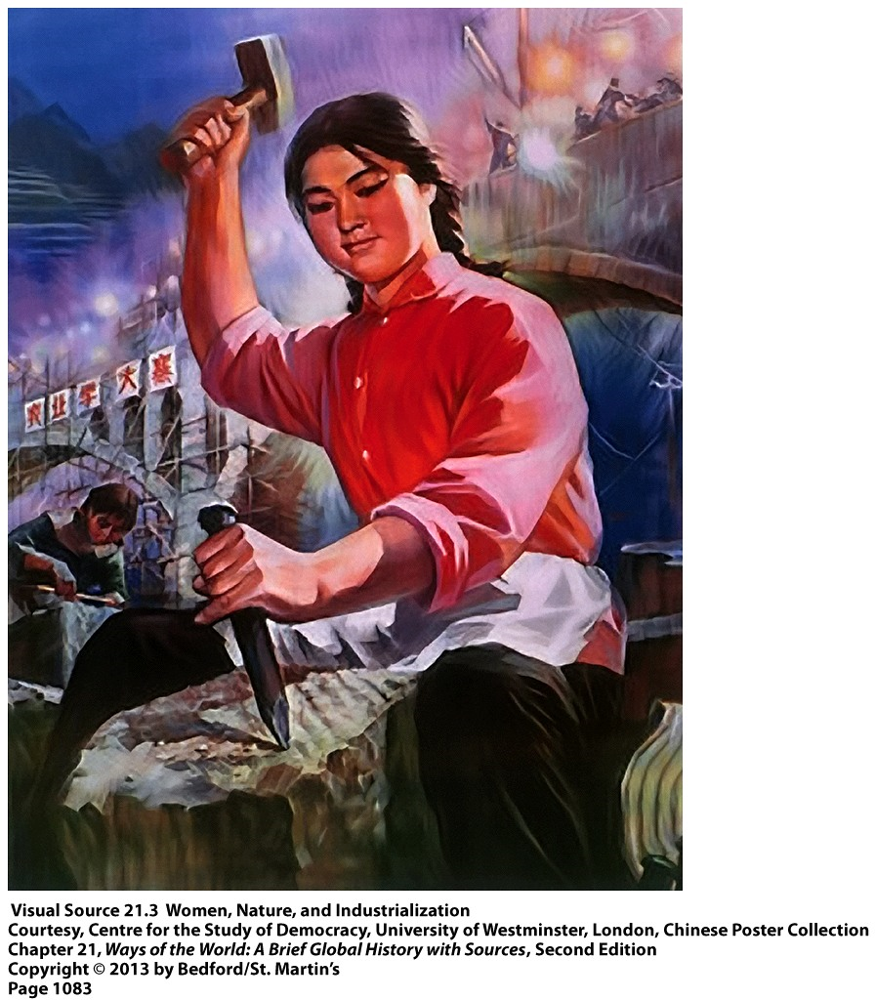 农业学大寨
Visual Source 21.3 Women, Nature, and Industrialization
Courtesy, Centre for the Study of Democracy, University of Westminster, London, Chinese Poster Collection
Chapter 21, Ways of the World: A Brief Global History with Sources, Second Edition
Copyright © 2013 by Bedford/St. Martin's
Page 1083